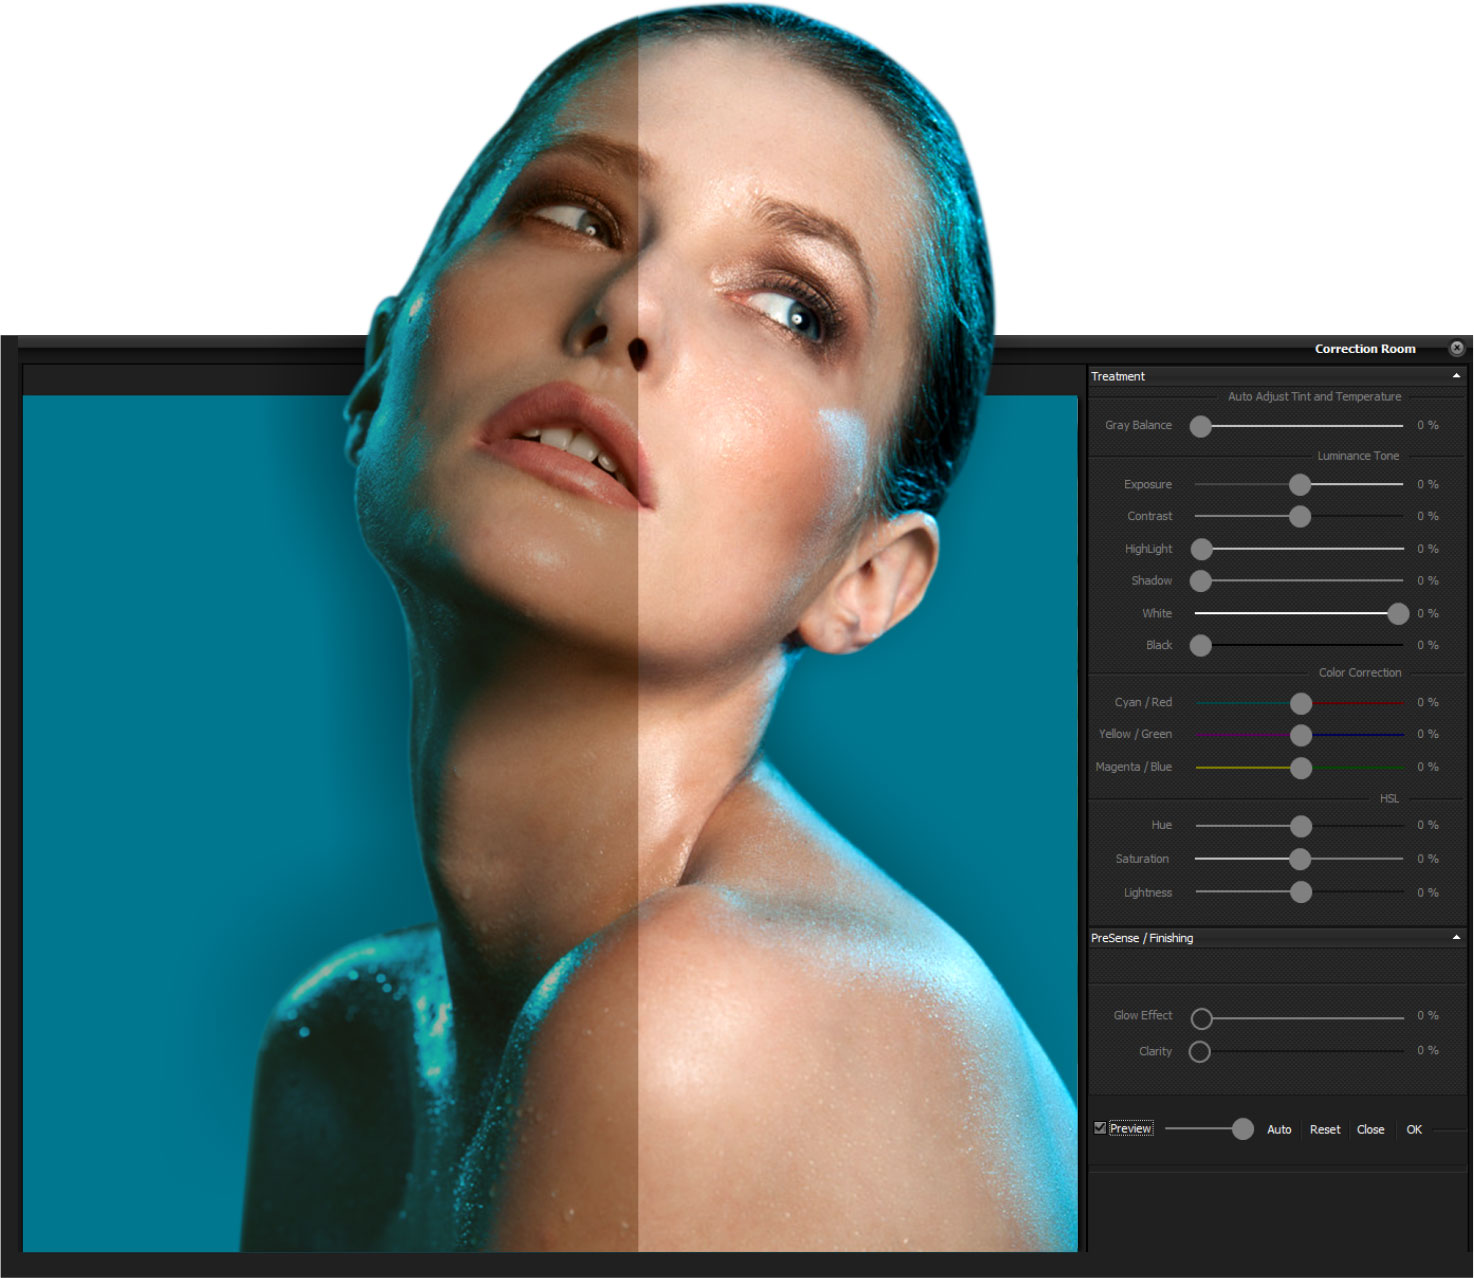 Correction Room
Treatment
Auto Adjust Tint and Temperature
Gray Balance 0 %
Luminance Tone
Exposure 0 %
Contrast 0 %
HighLight 0 %
Shadow 0 %
White 0 %
Black 0 %
Color Correction
Cyan / Red 0 %
Yellow / Green 0 %
Magenta / Blue 0 %
HSL
Hue 0 %
Saturation 0 %
Lightness 0 %
PreSense / Finishing
Glow Effect 0 %
Clarity 0 %
Preview Auto Reset Close OK